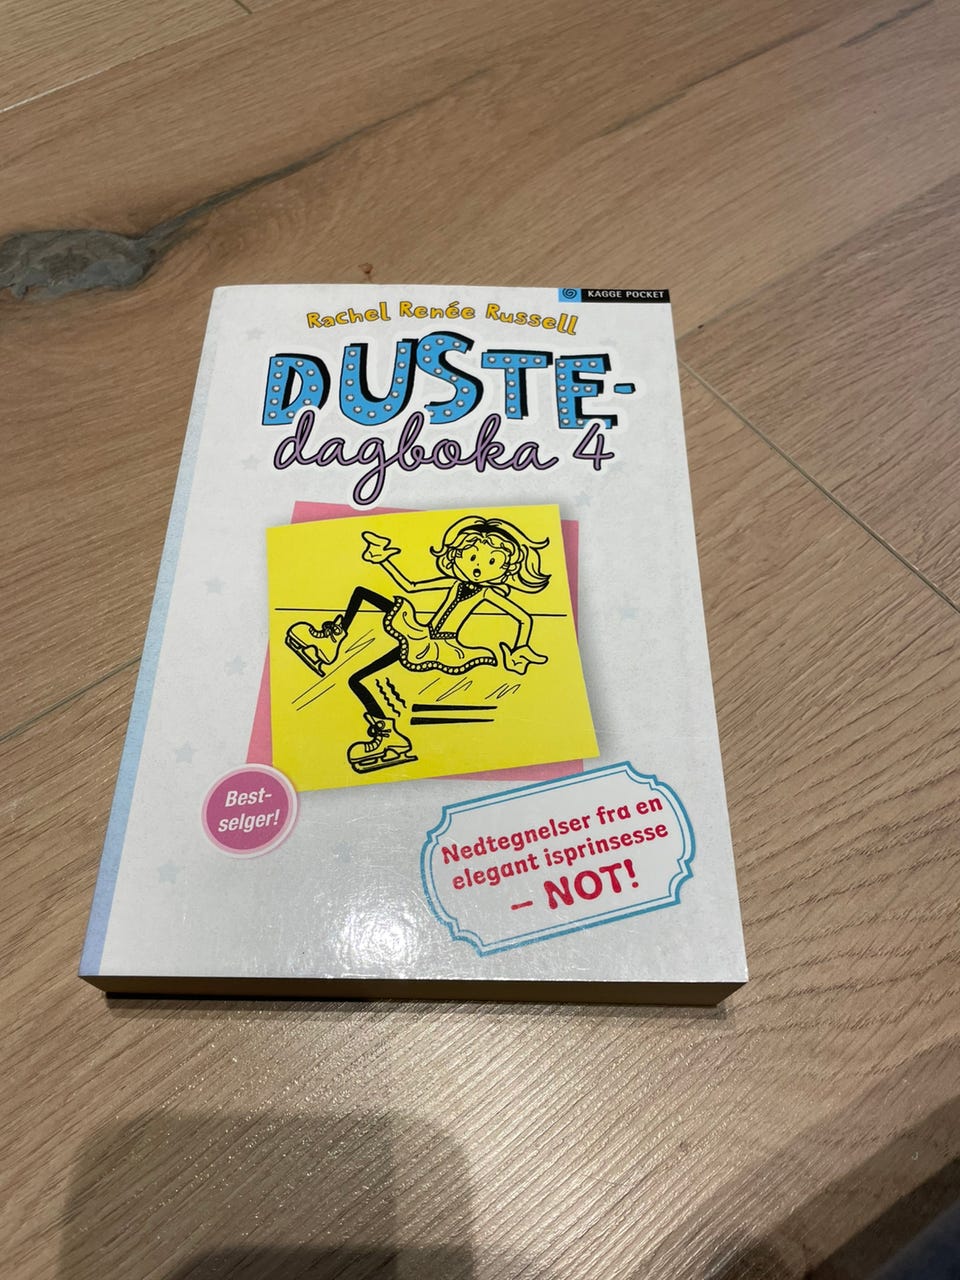 KAGGE POCKET
Rachel Renée Russell
DUSTE-
dagboka 4
Best-
selger!
Nedtegnelser fra en
elegant isprinsesse
– NOT!